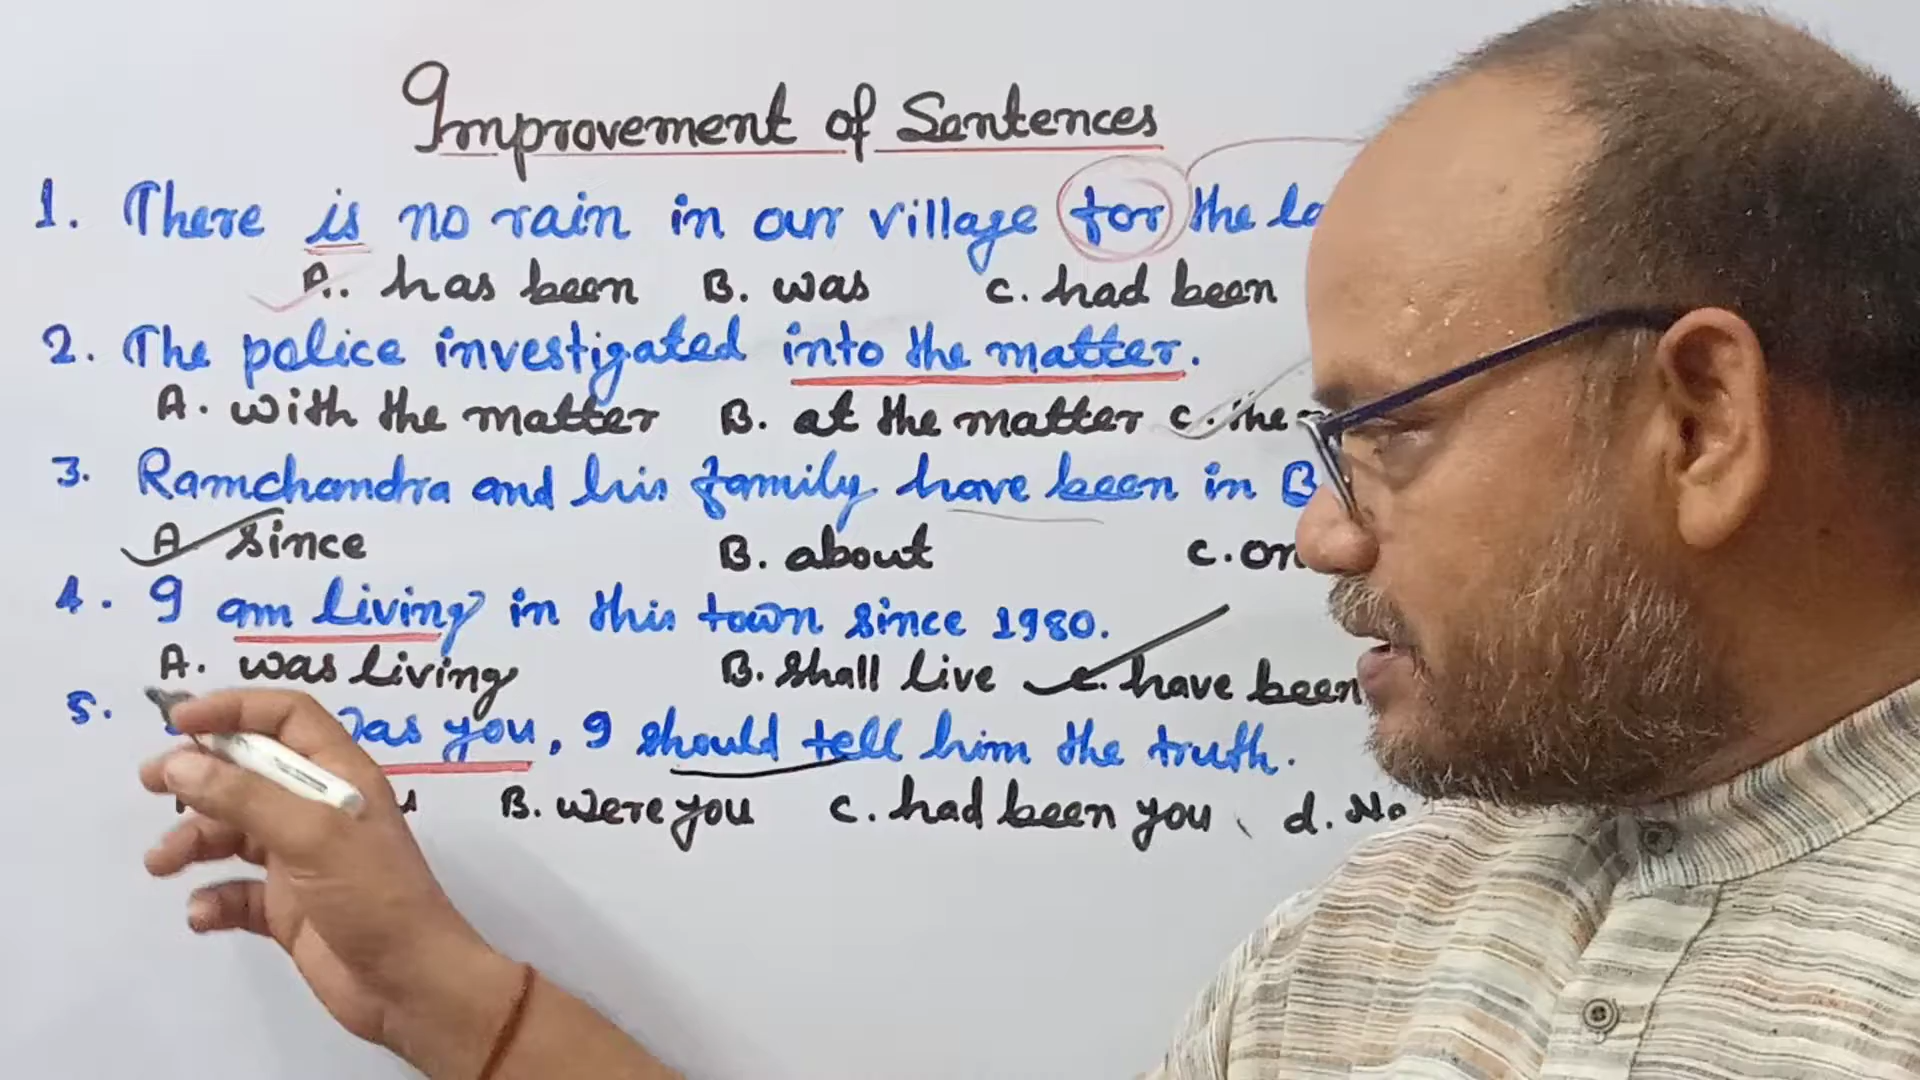 Improvement of Sentences
1. There is no rain in our village for the
A. has been B. was C. had been
2. The police investigated into the matter.
A. with the matter B. at the matter C. the
3. Ramchandra and his family have been in
A. since B. about C.
4. I am living in this town since 1980.
A. was living B. shall live C. have been
5. you, I should tell him the truth.
B. were you C. had been you d. No